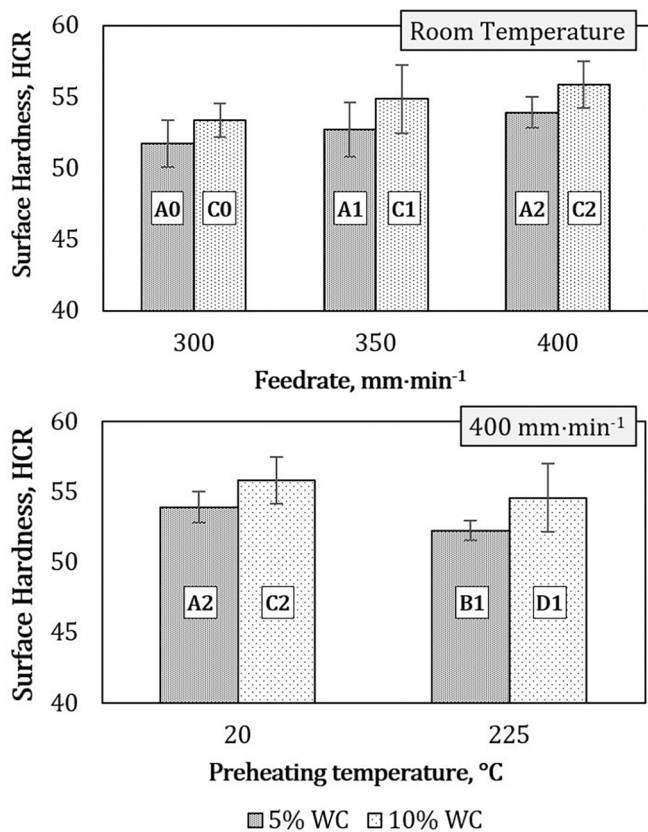 Room Temperature
Surface Hardness, HCR
60
55
50
45
40
A0 C0 A1 C1 A2 C2
300 350 400
Feedrate, mm·min⁻¹
400 mm·min⁻¹
Surface Hardness, HCR
60
55
50
45
40
A2 C2 B1 D1
20 225
Preheating temperature, °C
5% WC 10% WC